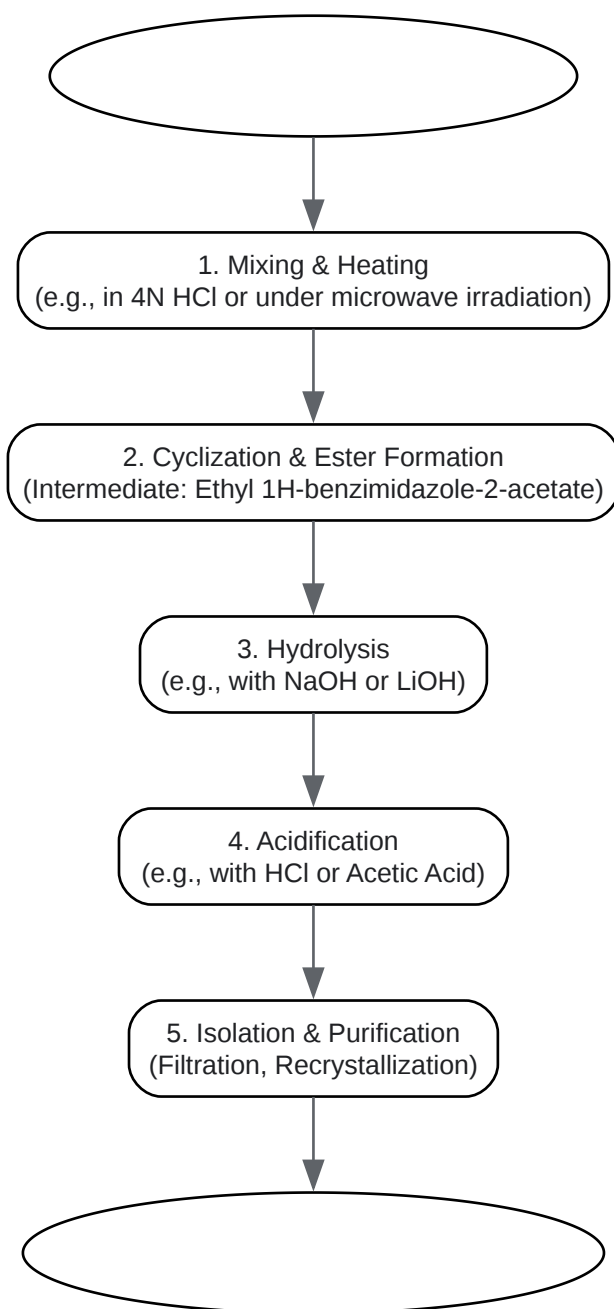 1. Mixing & Heating
(e.g., in 4N HCl or under microwave irradiation)
2. Cyclization & Ester Formation
(Intermediate: Ethyl 1H-benzimidazole-2-acetate)
3. Hydrolysis
(e.g., with NaOH or LiOH)
4. Acidification
(e.g., with HCl or Acetic Acid)
5. Isolation & Purification
(Filtration, Recrystallization)